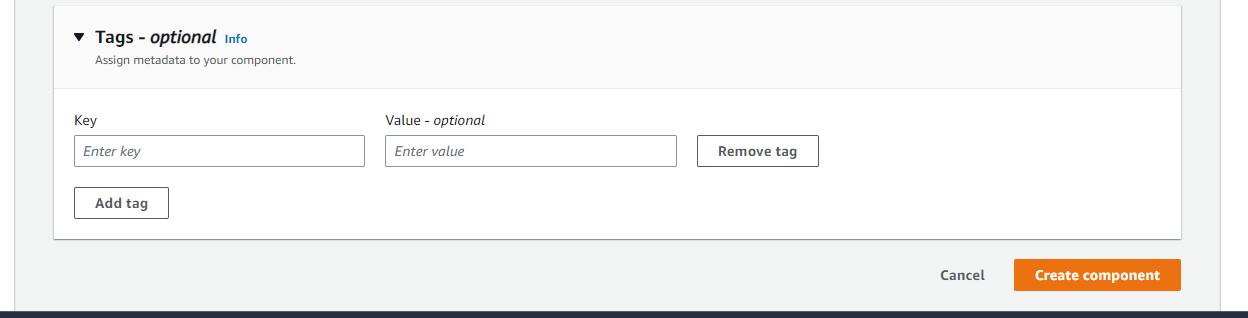 Tags - optional Info
Assign metadata to your component.
Key Value - optional
Enter key Enter value Remove tag
Add tag
Cancel Create component